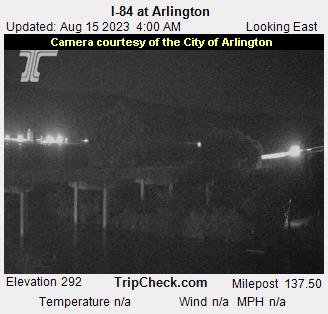 I-84 at Arlington
Updated: Aug 15 2023 4:00 AM Looking East
Camera courtesy of the City of Arlington
Elevation 292 TripCheck.com Milepost 137.50
Temperature n/a Wind n/a MPH n/a